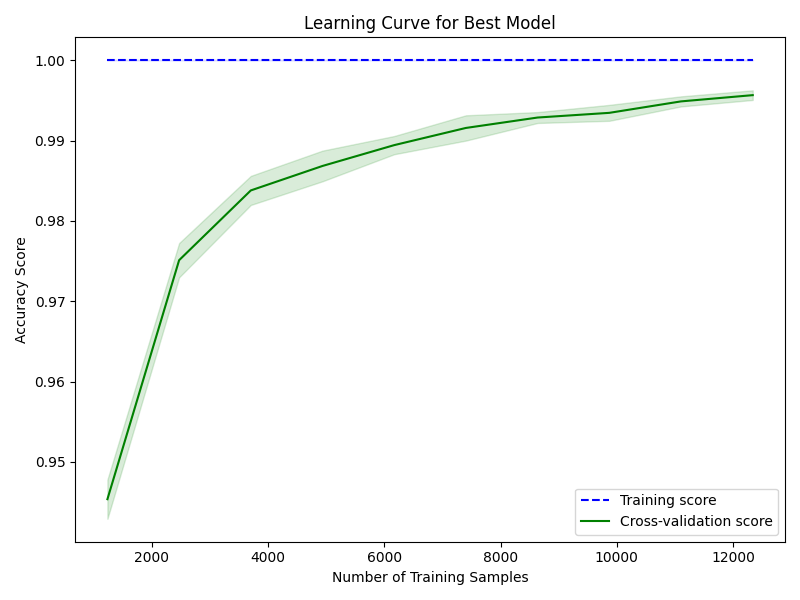 Learning Curve for Best Model
1.00
0.99
0.98
0.97
0.96
0.95
Accuracy Score
2000 4000 6000 8000 10000 12000
Number of Training Samples
Training score
Cross-validation score